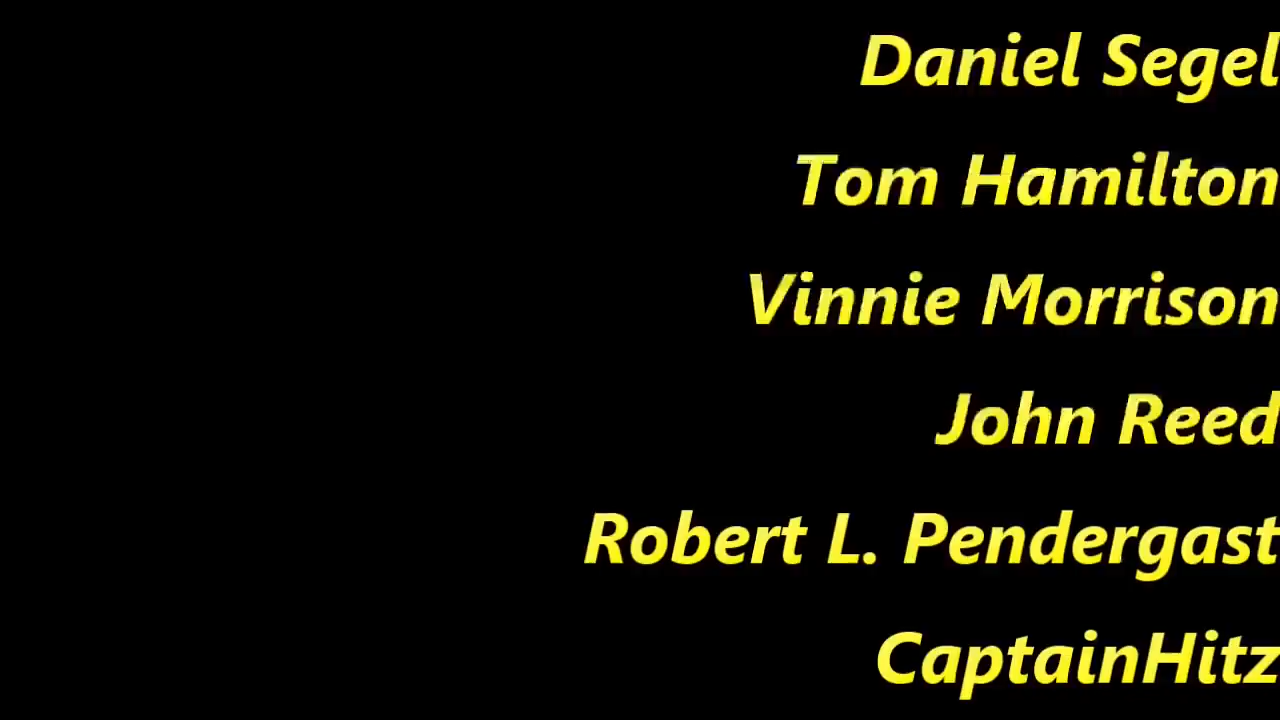 Daniel Segel
Tom Hamilton
Vinnie Morrison
John Reed
Robert L. Pendergast
CaptainHitz